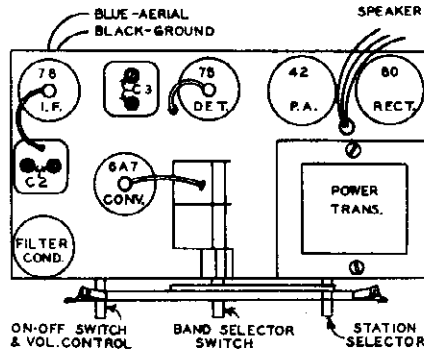 BLUE-AERIAL
BLACK-GROUND
SPEAKER
78
I.F.
C3
78
DET.
42
P.A.
80
RECT.
C2
6A7
CONV.
POWER
TRANS.
FILTER
COND.
ON-OFF SWITCH
& VOL. CONTROL
BAND SELECTOR
SWITCH
STATION
SELECTOR